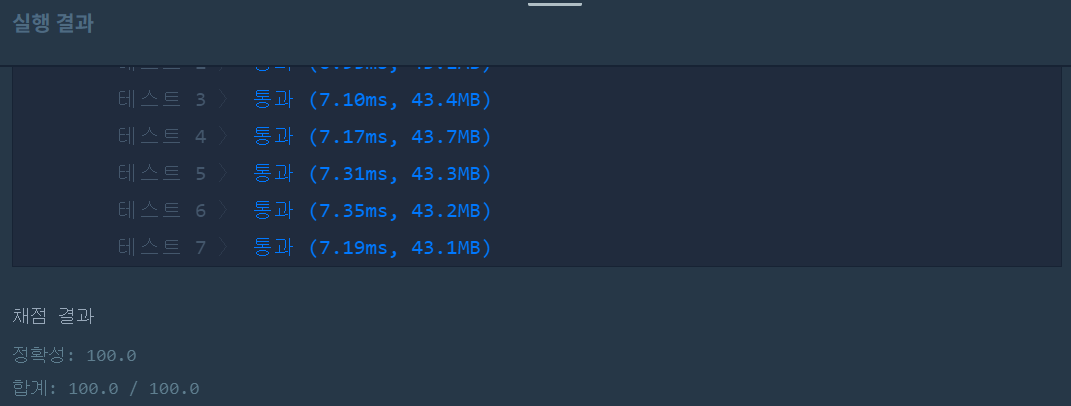 실행 결과
테스트 3 〉 통과 (7.10ms, 43.4MB)
테스트 4 〉 통과 (7.17ms, 43.7MB)
테스트 5 〉 통과 (7.31ms, 43.3MB)
테스트 6 〉 통과 (7.35ms, 43.2MB)
테스트 7 〉 통과 (7.19ms, 43.1MB)
채점 결과
정확성: 100.0
합계: 100.0 / 100.0